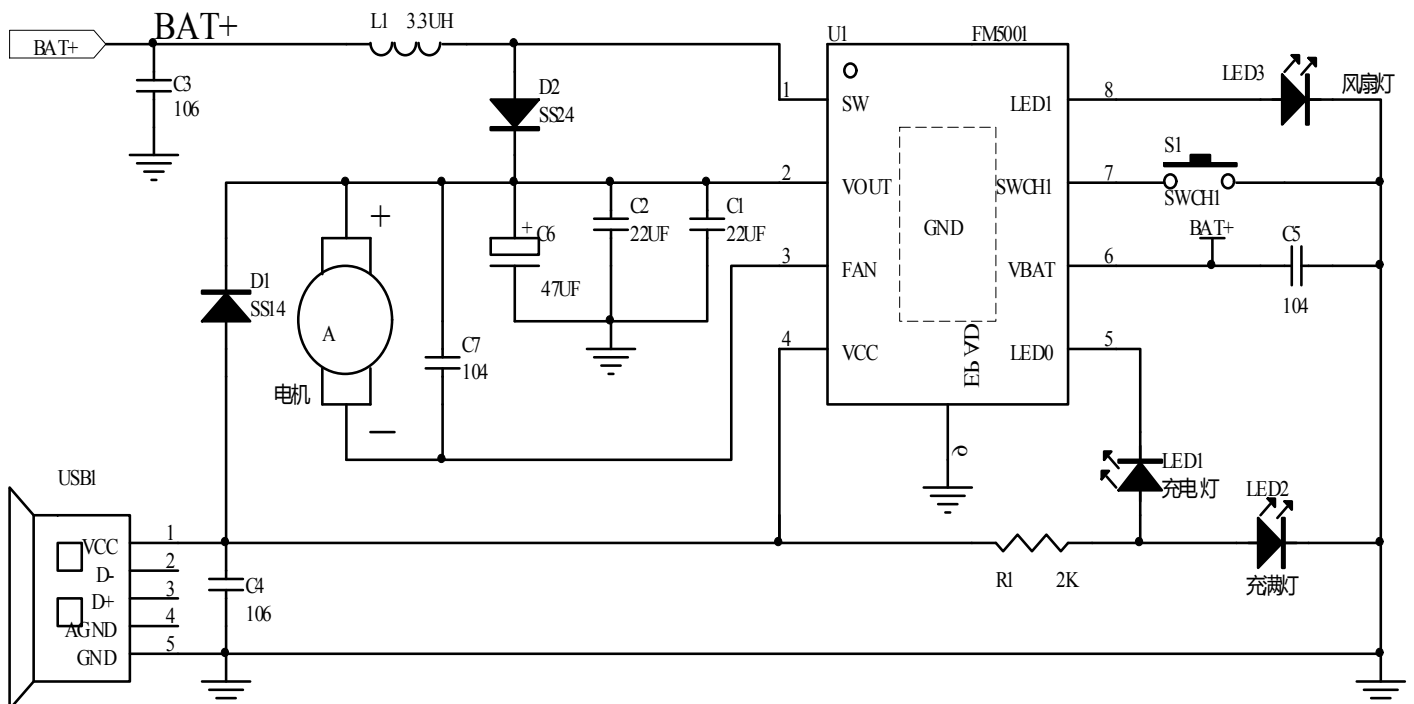 BAT+
BAT+
L1 3.3UH
C3
106
D2
SS24
U1 FM5001
1
SW
2
VOUT
3
FAN
4
VCC
GND
EPAD
9
LED1
8
SWCH1
7
VBAT
6
LED0
5
LED3
风扇灯
S1
SWCH1
BAT+
C5
104
C2
22UF
C1
22UF
+
C6
47UF
D1
SS14
+
A
电机
—
C7
104
LED1
充电灯
LED2
充满灯
R1 2K
USB1
VCC 1
D- 2
D+ 3
AGND 4
GND 5
C4
106